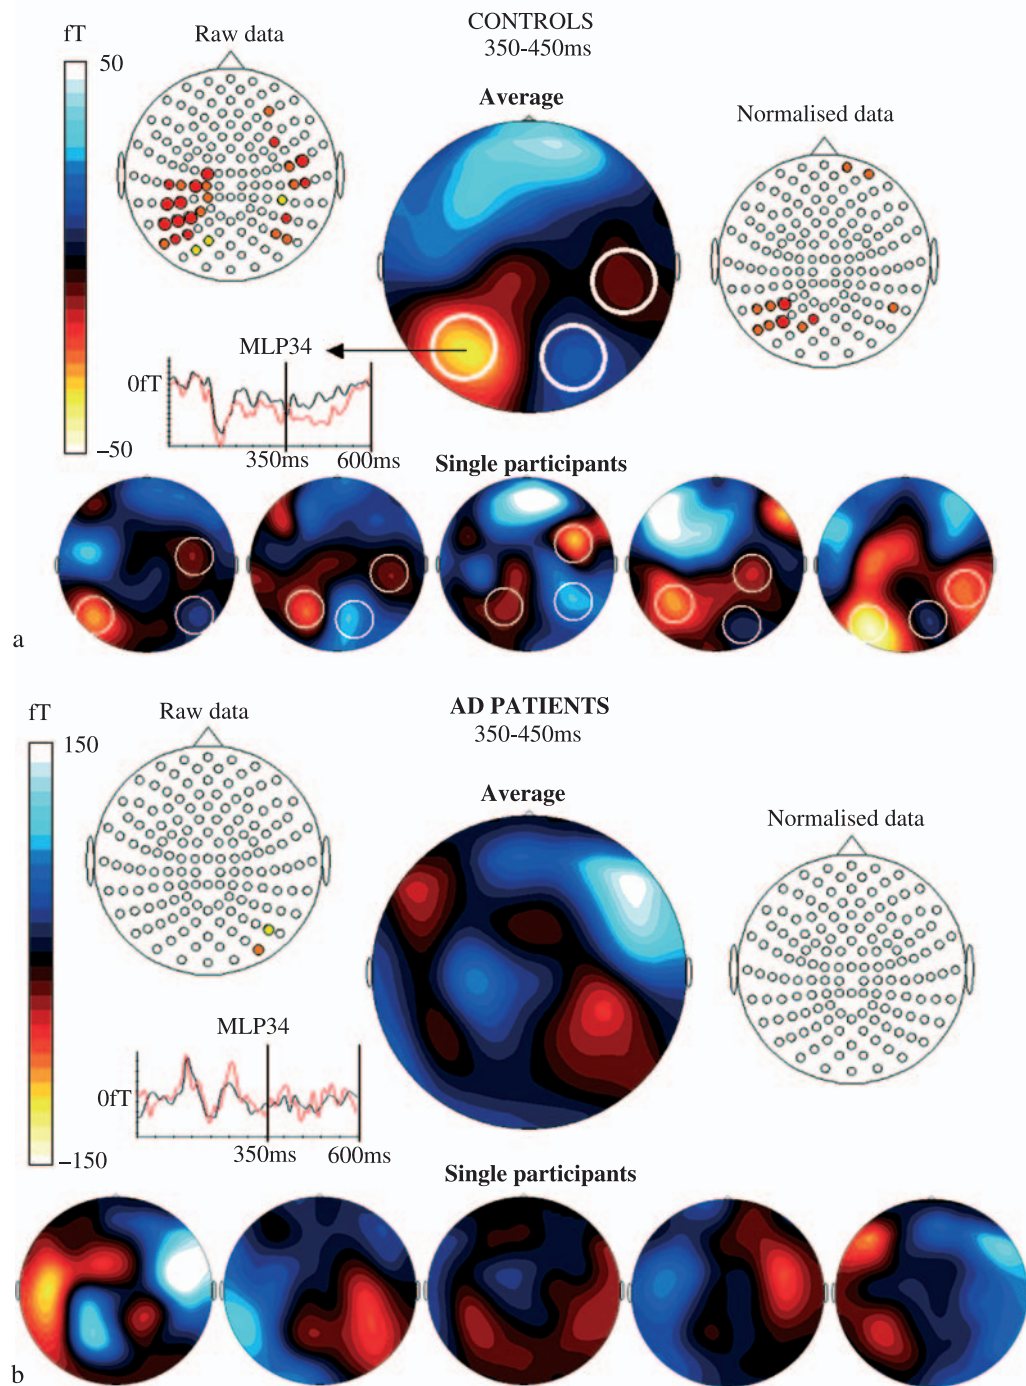 CONTROLS
350-450ms
fT
Raw data
50
Average
Normalised data
MLP34
0fT
350ms
600ms
−50
Single participants
a
AD PATIENTS
350-450ms
fT
Raw data
150
Average
Normalised data
MLP34
0fT
350ms
600ms
−150
Single participants
b